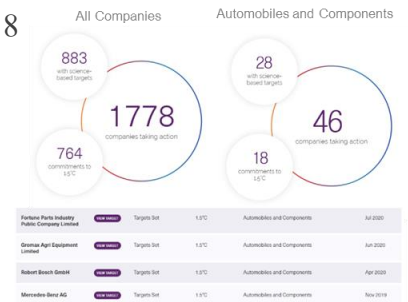 8
All Companies
Automobiles and Components
883
with science-
based targets
1778
companies taking action
764
commitments to
1.5°C
28
with science-
based targets
46
companies taking action
18
commitments to
1.5°C
Fortune Parts Industry
Public Company Limited
VIEW TARGET
Targets Set
1.5°C
Automobiles and Components
Jul 2020
Gromax Agri Equipment
Limited
VIEW TARGET
Targets Set
1.5°C
Automobiles and Components
Jun 2020
Robert Bosch GmbH
VIEW TARGET
Targets Set
1.5°C
Automobiles and Components
Apr 2020
Mercedes-Benz AG
VIEW TARGET
Targets Set
1.5°C
Automobiles and Components
Nov 2019